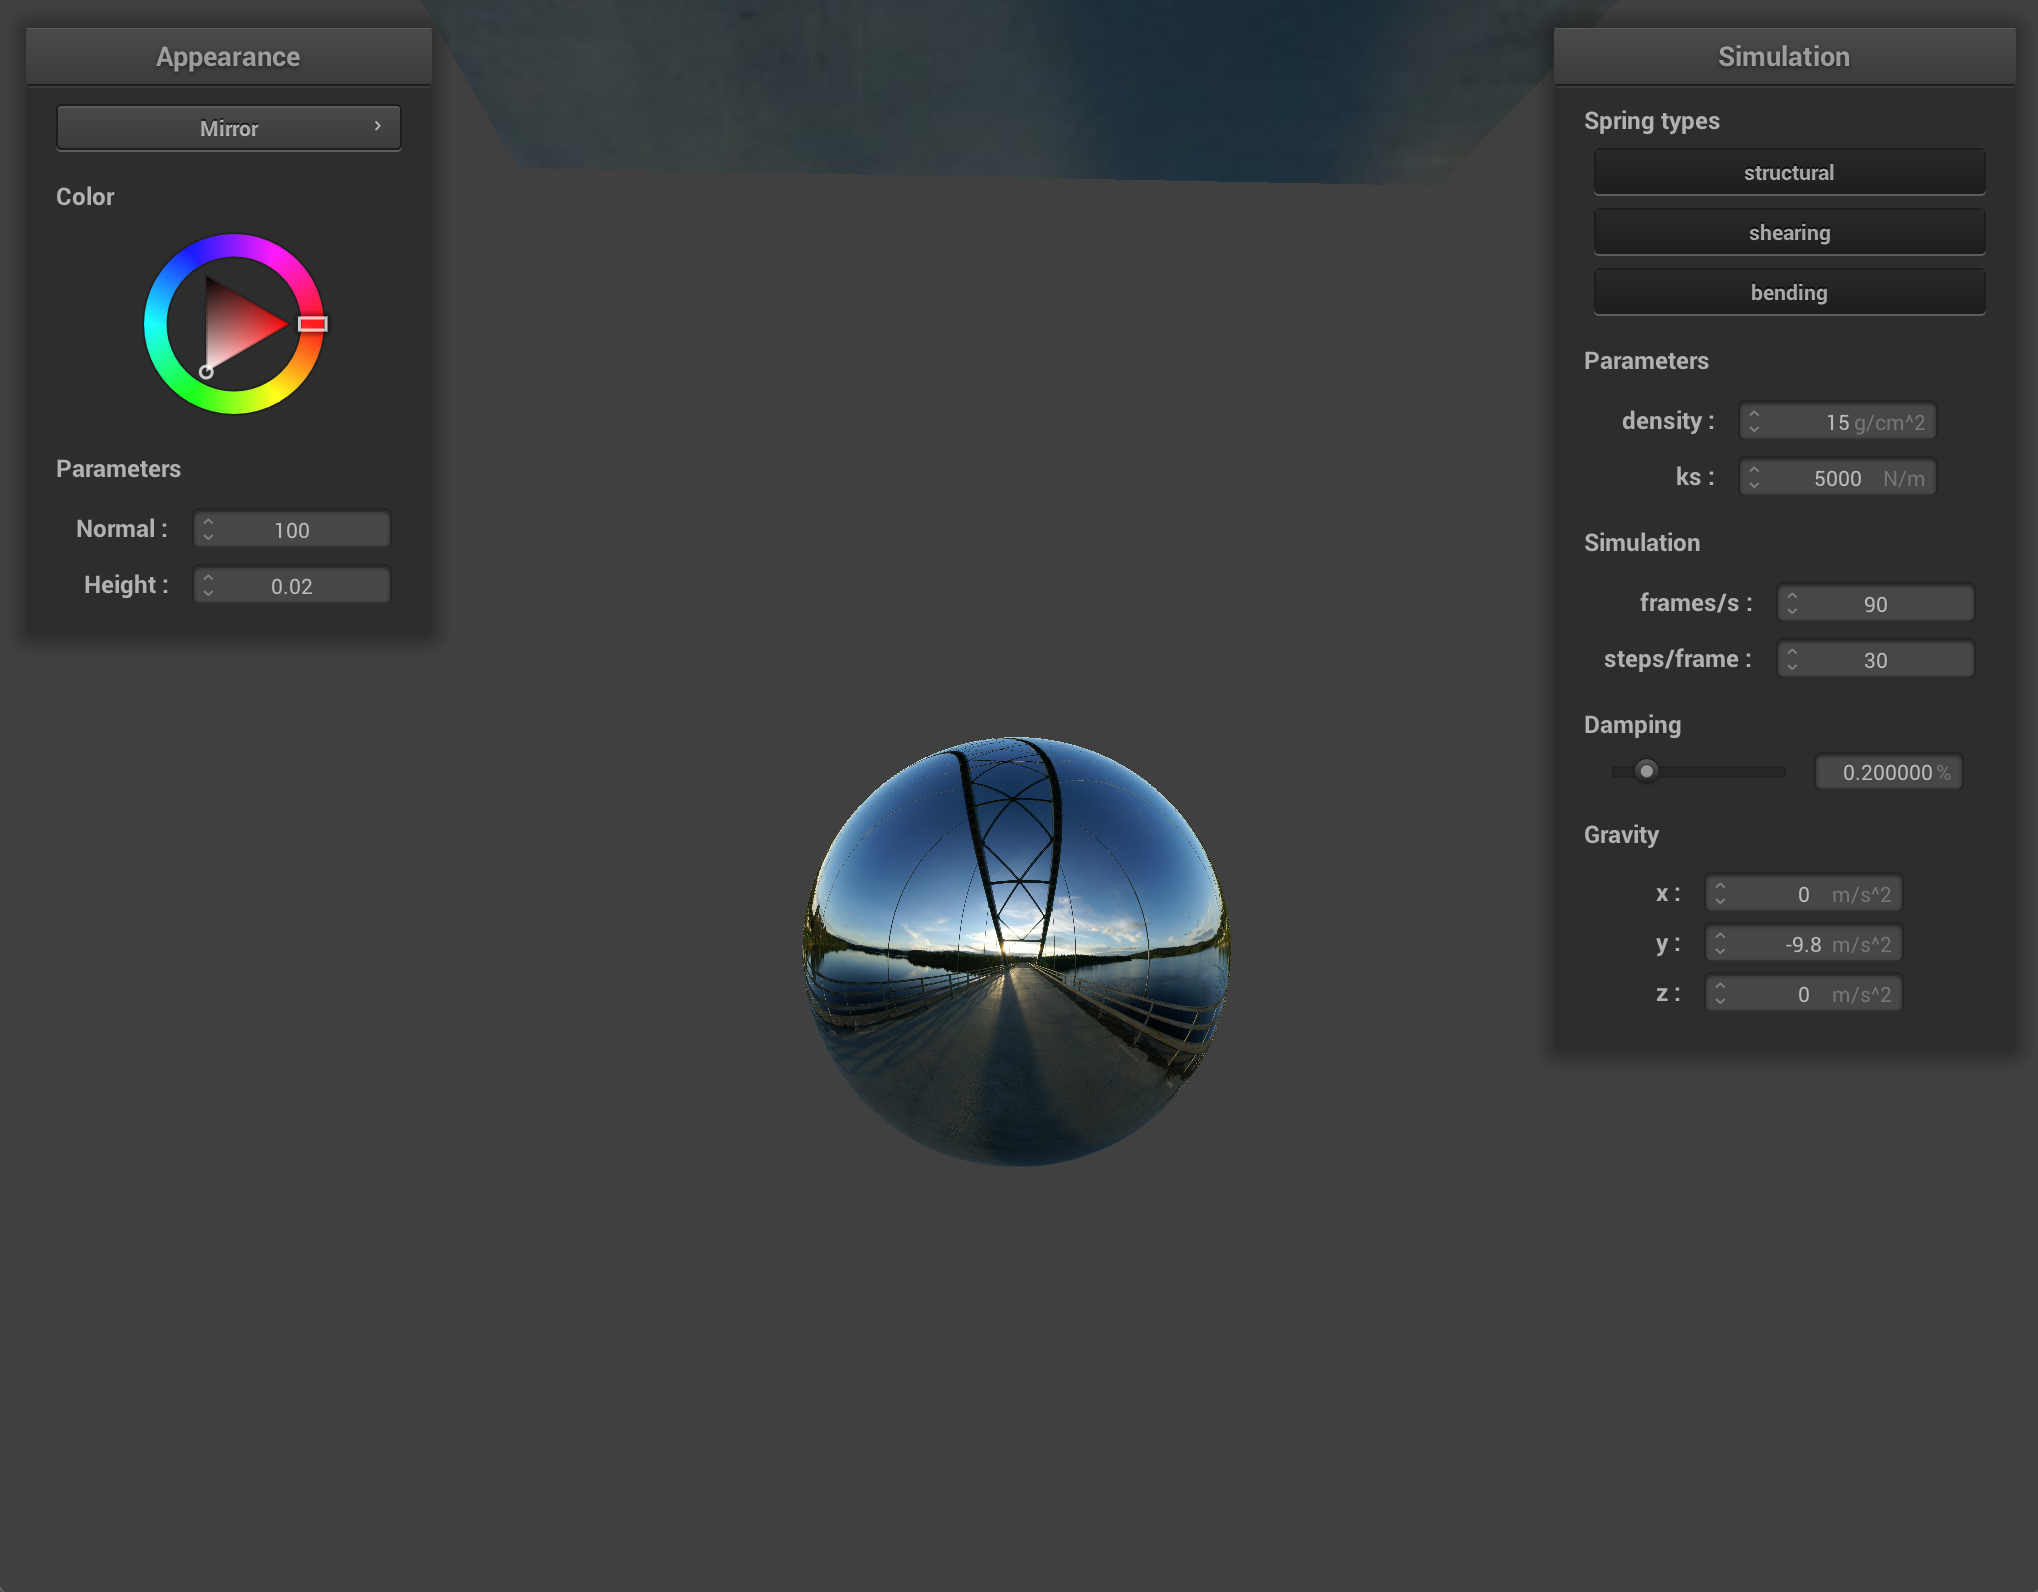 Appearance
Mirror
Color
Parameters
Normal : 100
Height : 0.02
Simulation
Spring types
structural
shearing
bending
Parameters
density : 15 g/cm^2
ks : 5000 N/m
Simulation
frames/s : 90
steps/frame : 30
Damping
0.200000 %
Gravity
x : 0 m/s^2
y : -9.8 m/s^2
z : 0 m/s^2